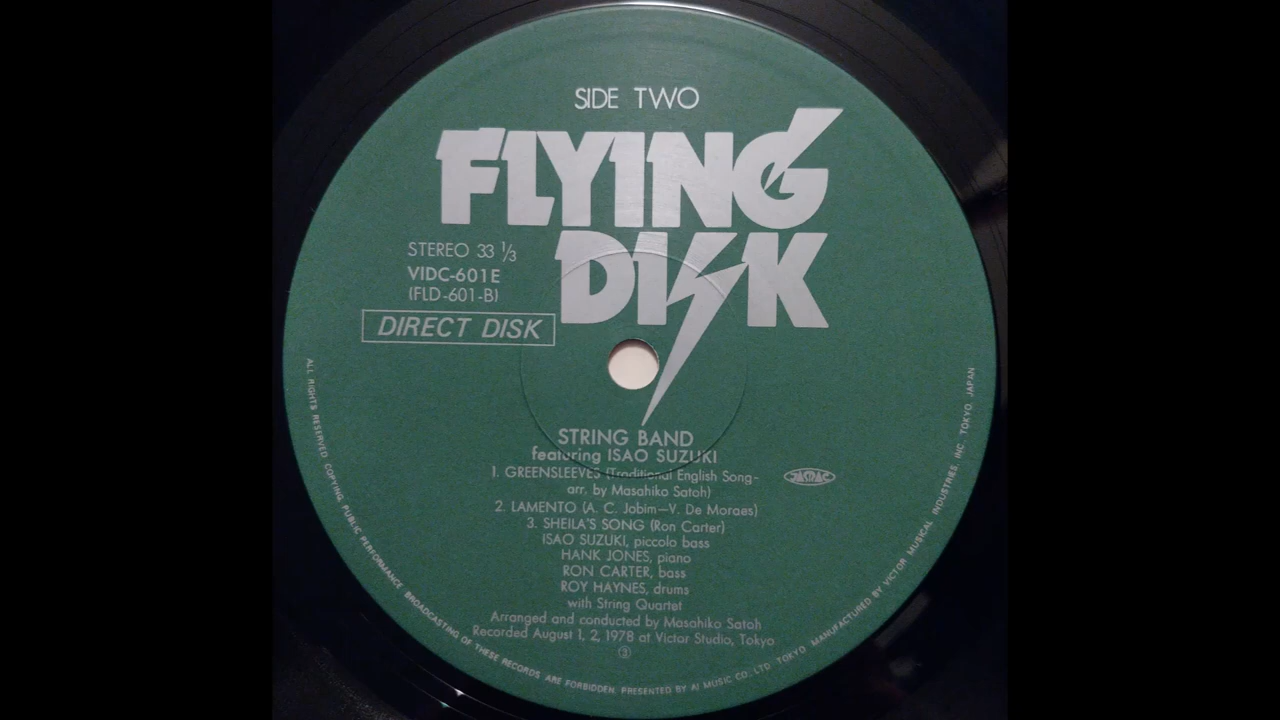 SIDE TWO
FLYING
DISK
STEREO 33 ⅓
VIDC-601E
(FLD-601-B)
DIRECT DISK
STRING BAND
featuring ISAO SUZUKI
1. GREENSLEEVES (Traditional English Song–
arr. by Masahiko Satoh)
JASRAC
2. LAMENTO (A. C. Jobim—V. De Moraes)
3. SHEILA'S SONG (Ron Carter)
ISAO SUZUKI, piccolo bass
HANK JONES, piano
RON CARTER, bass
ROY HAYNES, drums
with String Quartet
Arranged and conducted by Masahiko Satoh
Recorded August 1, 2, 1978 at Victor Studio, Tokyo
③
ALL RIGHTS RESERVED COPYING, PUBLIC PERFORMANCE BROADCASTING OF THESE RECORDS ARE FORBIDDEN. PRESENTED BY AI MUSIC CO., LTD. TOKYO MANUFACTURED BY VICTOR MUSICAL INDUSTRIES, INC. TOKYO, JAPAN